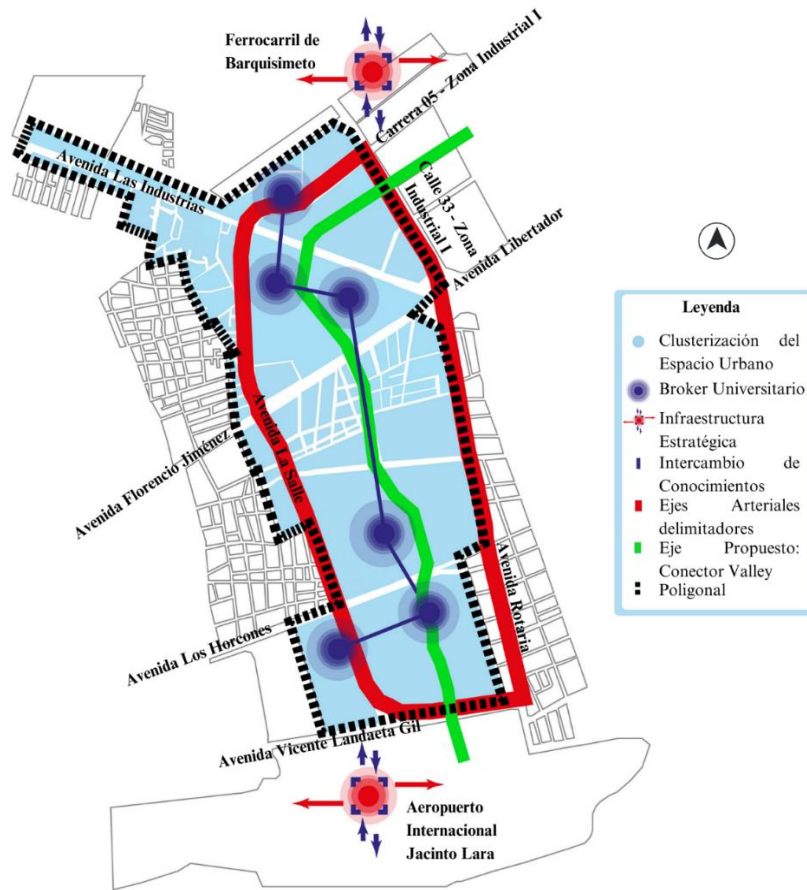 Ferrocarril de
Barquisimeto
Carrera 05 - Zona Industrial I
Avenida Las Industrias
Calle 33 - Zona
Industrial I
Avenida Libertador
Leyenda
Clusterización del
Espacio Urbano
Broker Universitario
Infraestructura
Estratégica
Intercambio de
Conocimientos
Ejes Arteriales
delimitadores
Eje Propuesto:
Conector Valley
Poligonal
Avenida La Salle
Avenida Florencio Jiménez
Avenida Rotaria
Avenida Los Horcones
Avenida Vicente Landaeta Gil
Aeropuerto
Internacional
Jacinto Lara